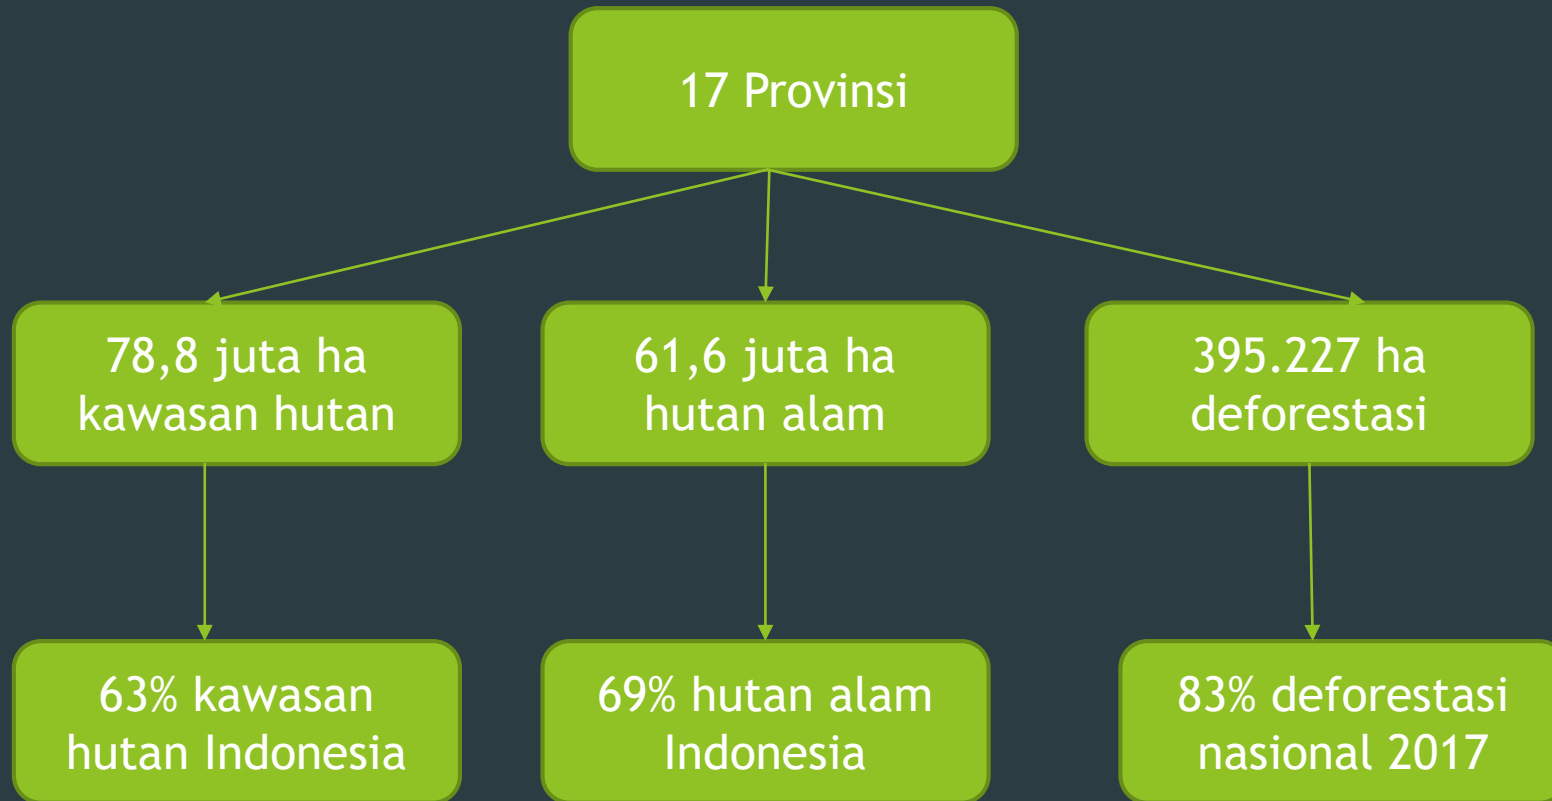 17 Provinsi
78,8 juta ha
kawasan hutan
61,6 juta ha
hutan alam
395.227 ha
deforestasi
63% kawasan
hutan Indonesia
69% hutan alam
Indonesia
83% deforestasi
nasional 2017